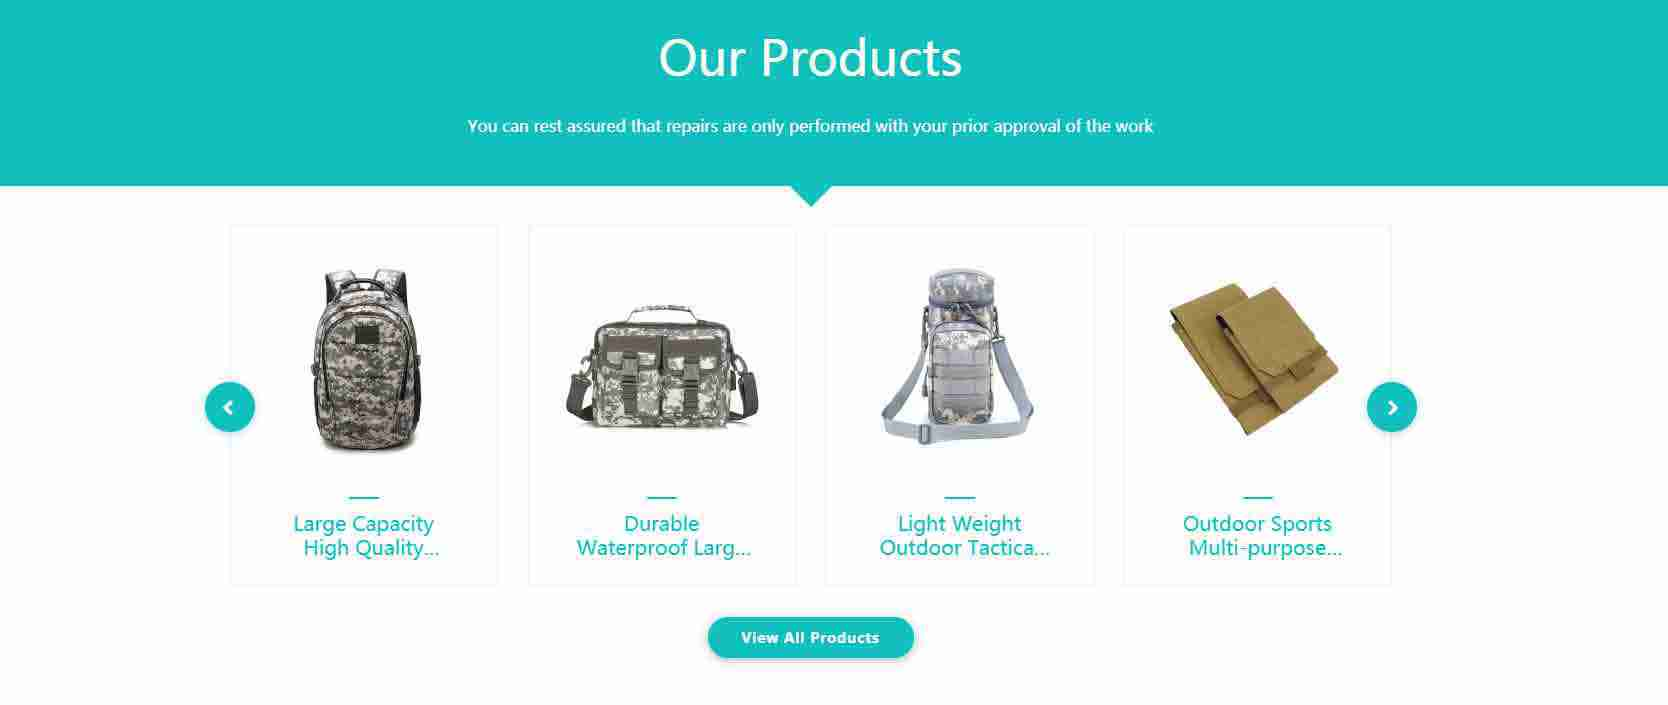 Our Products
You can rest assured that repairs are only performed with your prior approval of the work
Large Capacity
High Quality...
Durable
Waterproof Larg...
Light Weight
Outdoor Tactica...
Outdoor Sports
Multi-purpose...
View All Products